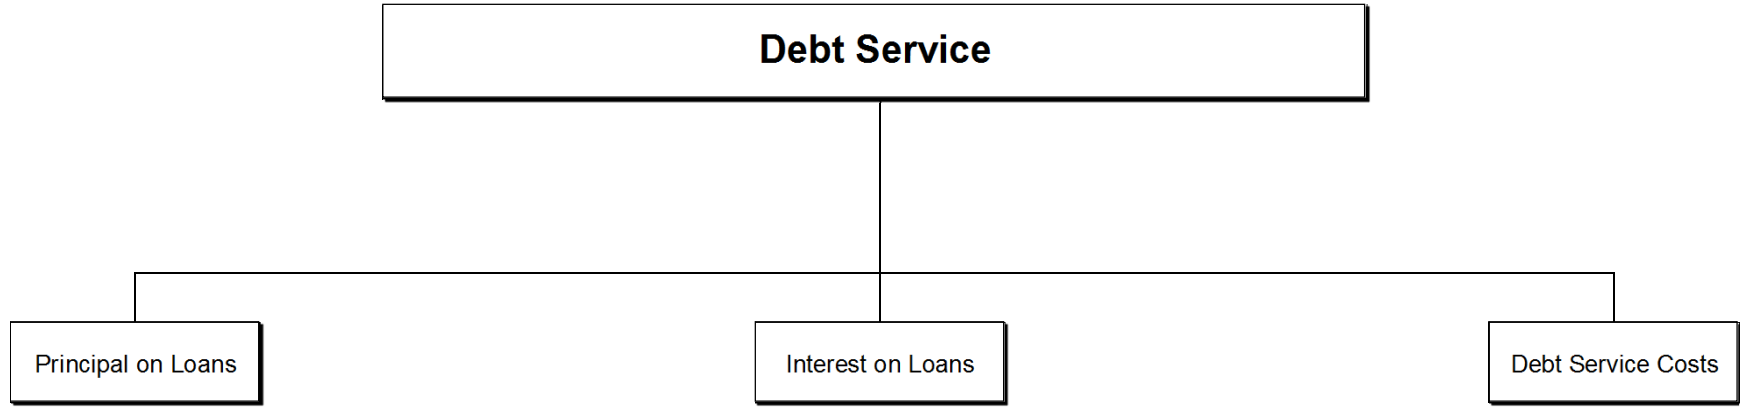 Debt Service
Principal on Loans
Interest on Loans
Debt Service Costs